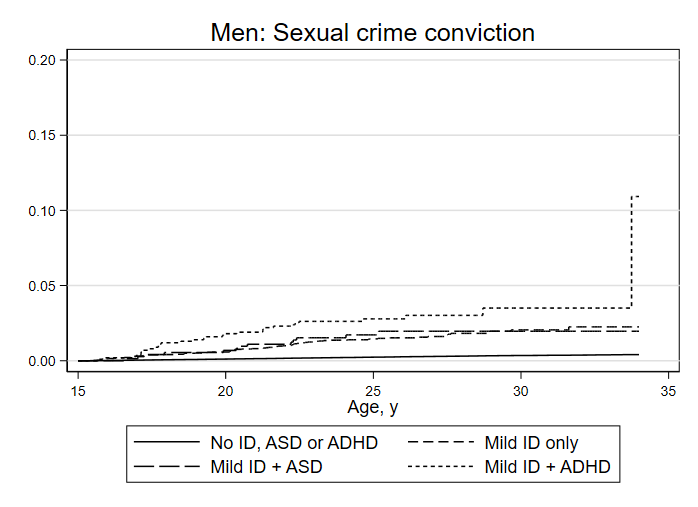 Men: Sexual crime conviction
0.20
0.15
0.10
0.05
0.00
15 20 25 30 35
Age, y
No ID, ASD or ADHD Mild ID only
Mild ID + ASD Mild ID + ADHD